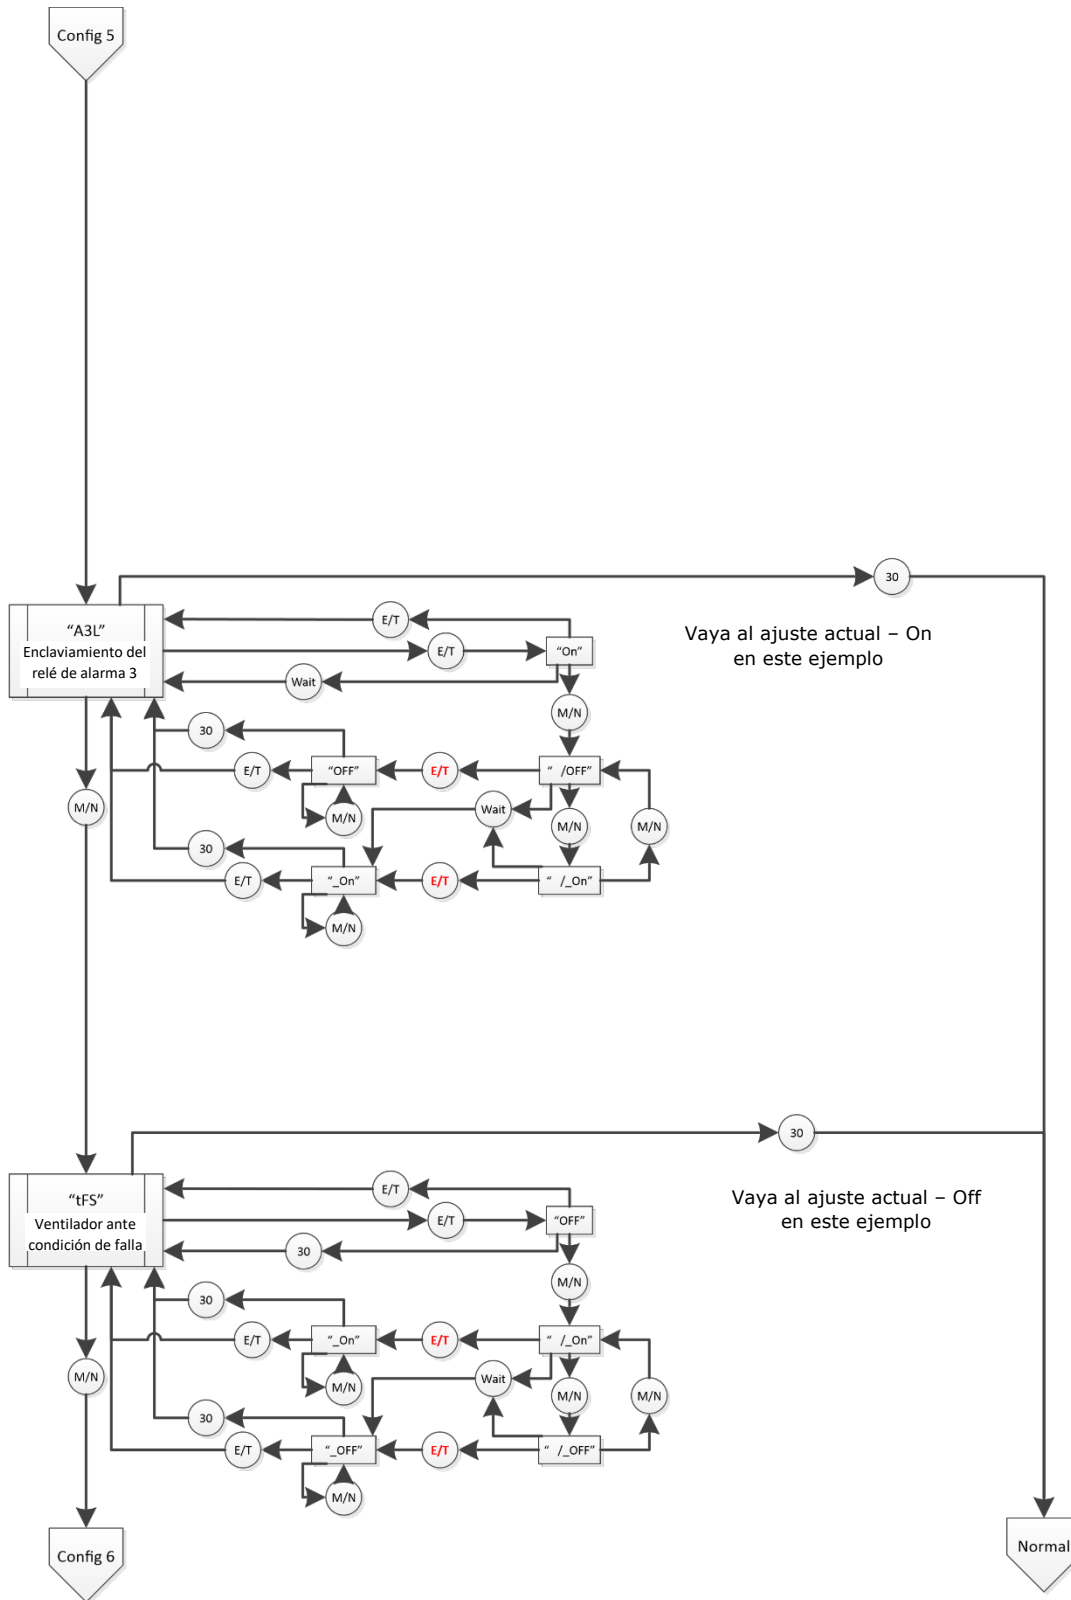 Config 5
30
“A3L”
Enclaviamiento del
relé de alarma 3
E/T
E/T
“On”
Wait
Vaya al ajuste actual – On
en este ejemplo
M/N
30
E/T
“OFF”
E/T
“ /OFF”
M/N
Wait
M/N
M/N
M/N
30
E/T
“_On”
E/T
“ /_On”
M/N
30
“tFS”
Ventilador ante
condición de falla
E/T
E/T
“OFF”
30
Vaya al ajuste actual – Off
en este ejemplo
M/N
30
E/T
“_On”
E/T
“ /_On”
M/N
M/N
Wait
M/N
M/N
30
E/T
“_OFF”
E/T
“ /_OFF”
M/N
Config 6
Normal